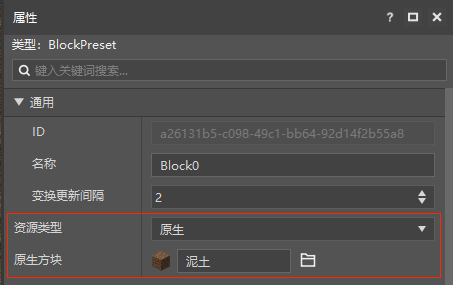 属性
类型: BlockPreset
键入关键词搜索...
通用
ID a26131b5-c098-49c1-bb64-92d14f2b55a8
名称 Block0
变换更新间隔 2
资源类型 原生
原生方块 泥土